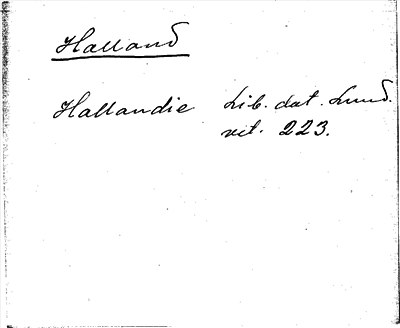 Halland
Hallandie Lib. dat. Lund.
vet. 223.